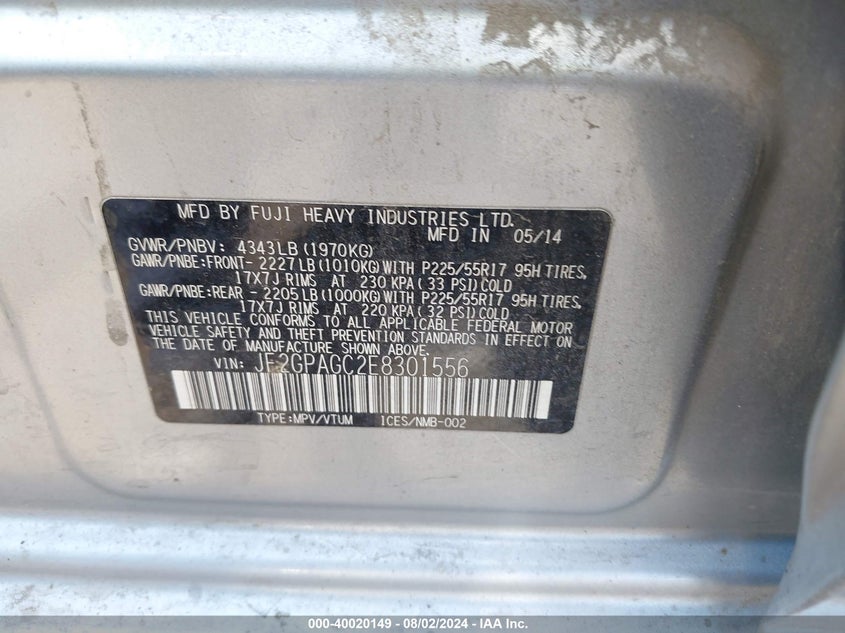 MFD BY FUJI HEAVY INDUSTRIES LTD.
MFD IN 05/14
GVWR/PNBV: 4343LB(1970KG)
GAWR/PNBE:FRONT- 2227LB(1010KG)WITH P225/55R17 95H TIRES,
17X7J RIMS AT 230 KPA(33 PSI)COLD
GAWR/PNBE:REAR - 2205LB(1000KG)WITH P225/55R17 95H TIRES,
17X7J RIMS AT 220 KPA(32 PSI)COLD
THIS VEHICLE CONFORMS TO ALL APPLICABLE FEDERAL MOTOR
VEHICLE SAFETY AND THEFT PREVENTION STANDARDS IN EFFECT ON
THE DATE OF MANUFACTURE SHOWN ABOVE.
VIN: JF2GPAGC2E8301556
TYPE:MPV/VTUM ICES/NMB-002
000-40020149 - 08/02/2024 - IAA Inc.